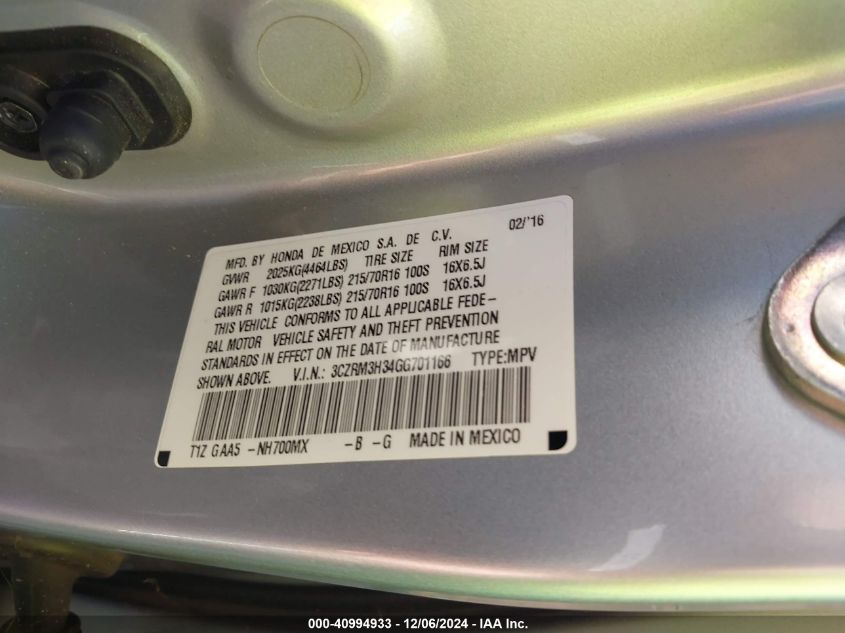 MFD. BY HONDA DE MEXICO S.A. DE C.V. 02/'16
GVWR 2025KG(4464LBS) TIRE SIZE RIM SIZE
GAWR F 1030KG(2271LBS) 215/70R16 100S 16X6.5J
GAWR R 1015KG(2238LBS) 215/70R16 100S 16X6.5J
THIS VEHICLE CONFORMS TO ALL APPLICABLE FEDE-
RAL MOTOR VEHICLE SAFETY AND THEFT PREVENTION
STANDARDS IN EFFECT ON THE DATE OF MANUFACTURE
SHOWN ABOVE. V.I.N.: 3CZRM3H34GG701166 TYPE:MPV
T1Z GAA5 -NH700MX -B -G MADE IN MEXICO
000-40994933 - 12/06/2024 - IAA Inc.